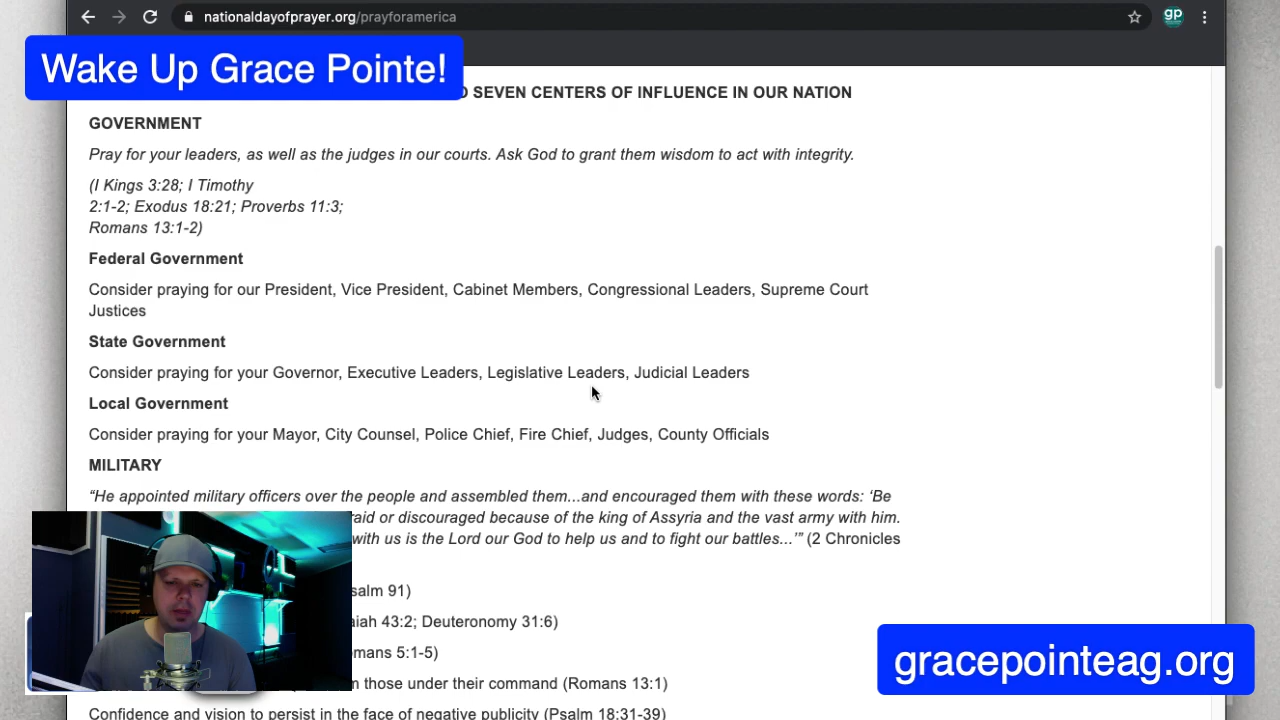 nationaldayofprayer.org/prayforamerica
gp
Wake Up Grace Pointe!
SEVEN CENTERS OF INFLUENCE IN OUR NATION
GOVERNMENT
Pray for your leaders, as well as the judges in our courts. Ask God to grant them wisdom to act with integrity.
(I Kings 3:28; I Timothy
2:1-2; Exodus 18:21; Proverbs 11:3;
Romans 13:1-2)
Federal Government
Consider praying for our President, Vice President, Cabinet Members, Congressional Leaders, Supreme Court
Justices
State Government
Consider praying for your Governor, Executive Leaders, Legislative Leaders, Judicial Leaders
Local Government
Consider praying for your Mayor, City Counsel, Police Chief, Fire Chief, Judges, County Officials
MILITARY
“He appointed military officers over the people and assembled them...and encouraged them with these words: ‘Be
or discouraged because of the king of Assyria and the vast army with him.
with us is the Lord our God to help us and to fight our battles...’” (2 Chronicles
91)
43:2; Deuteronomy 31:6)
5:1-5)
those under their command (Romans 13:1)
Confidence and vision to persist in the face of negative publicity (Psalm 18:31-39)
gracepointeag.org